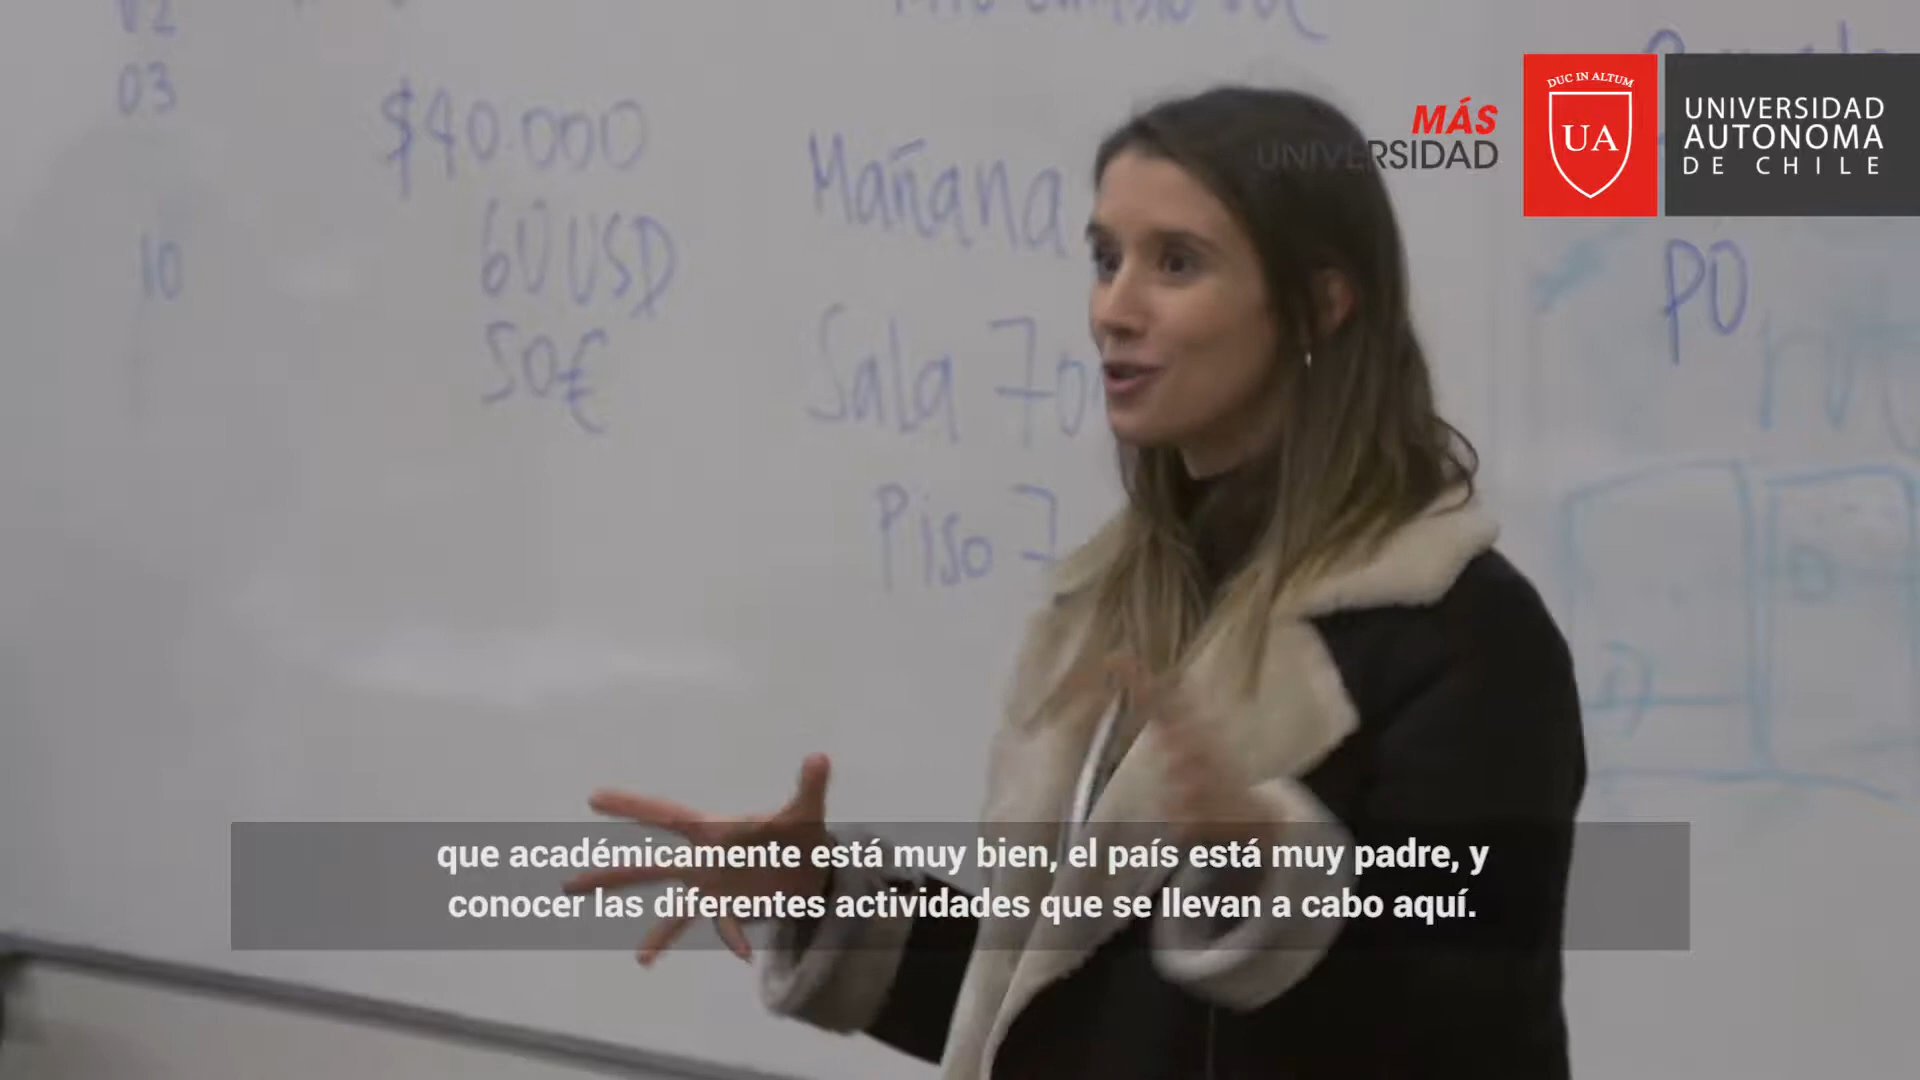 03
$40.000
60 USD
50€
10
Mañana
Sala
Piso 7
MÁS
UNIVERSIDAD
DUC IN ALTUM
UA
UNIVERSIDAD
AUTONOMA
DE CHILE
PO
que académicamente está muy bien, el país está muy padre, y
conocer las diferentes actividades que se llevan a cabo aquí.